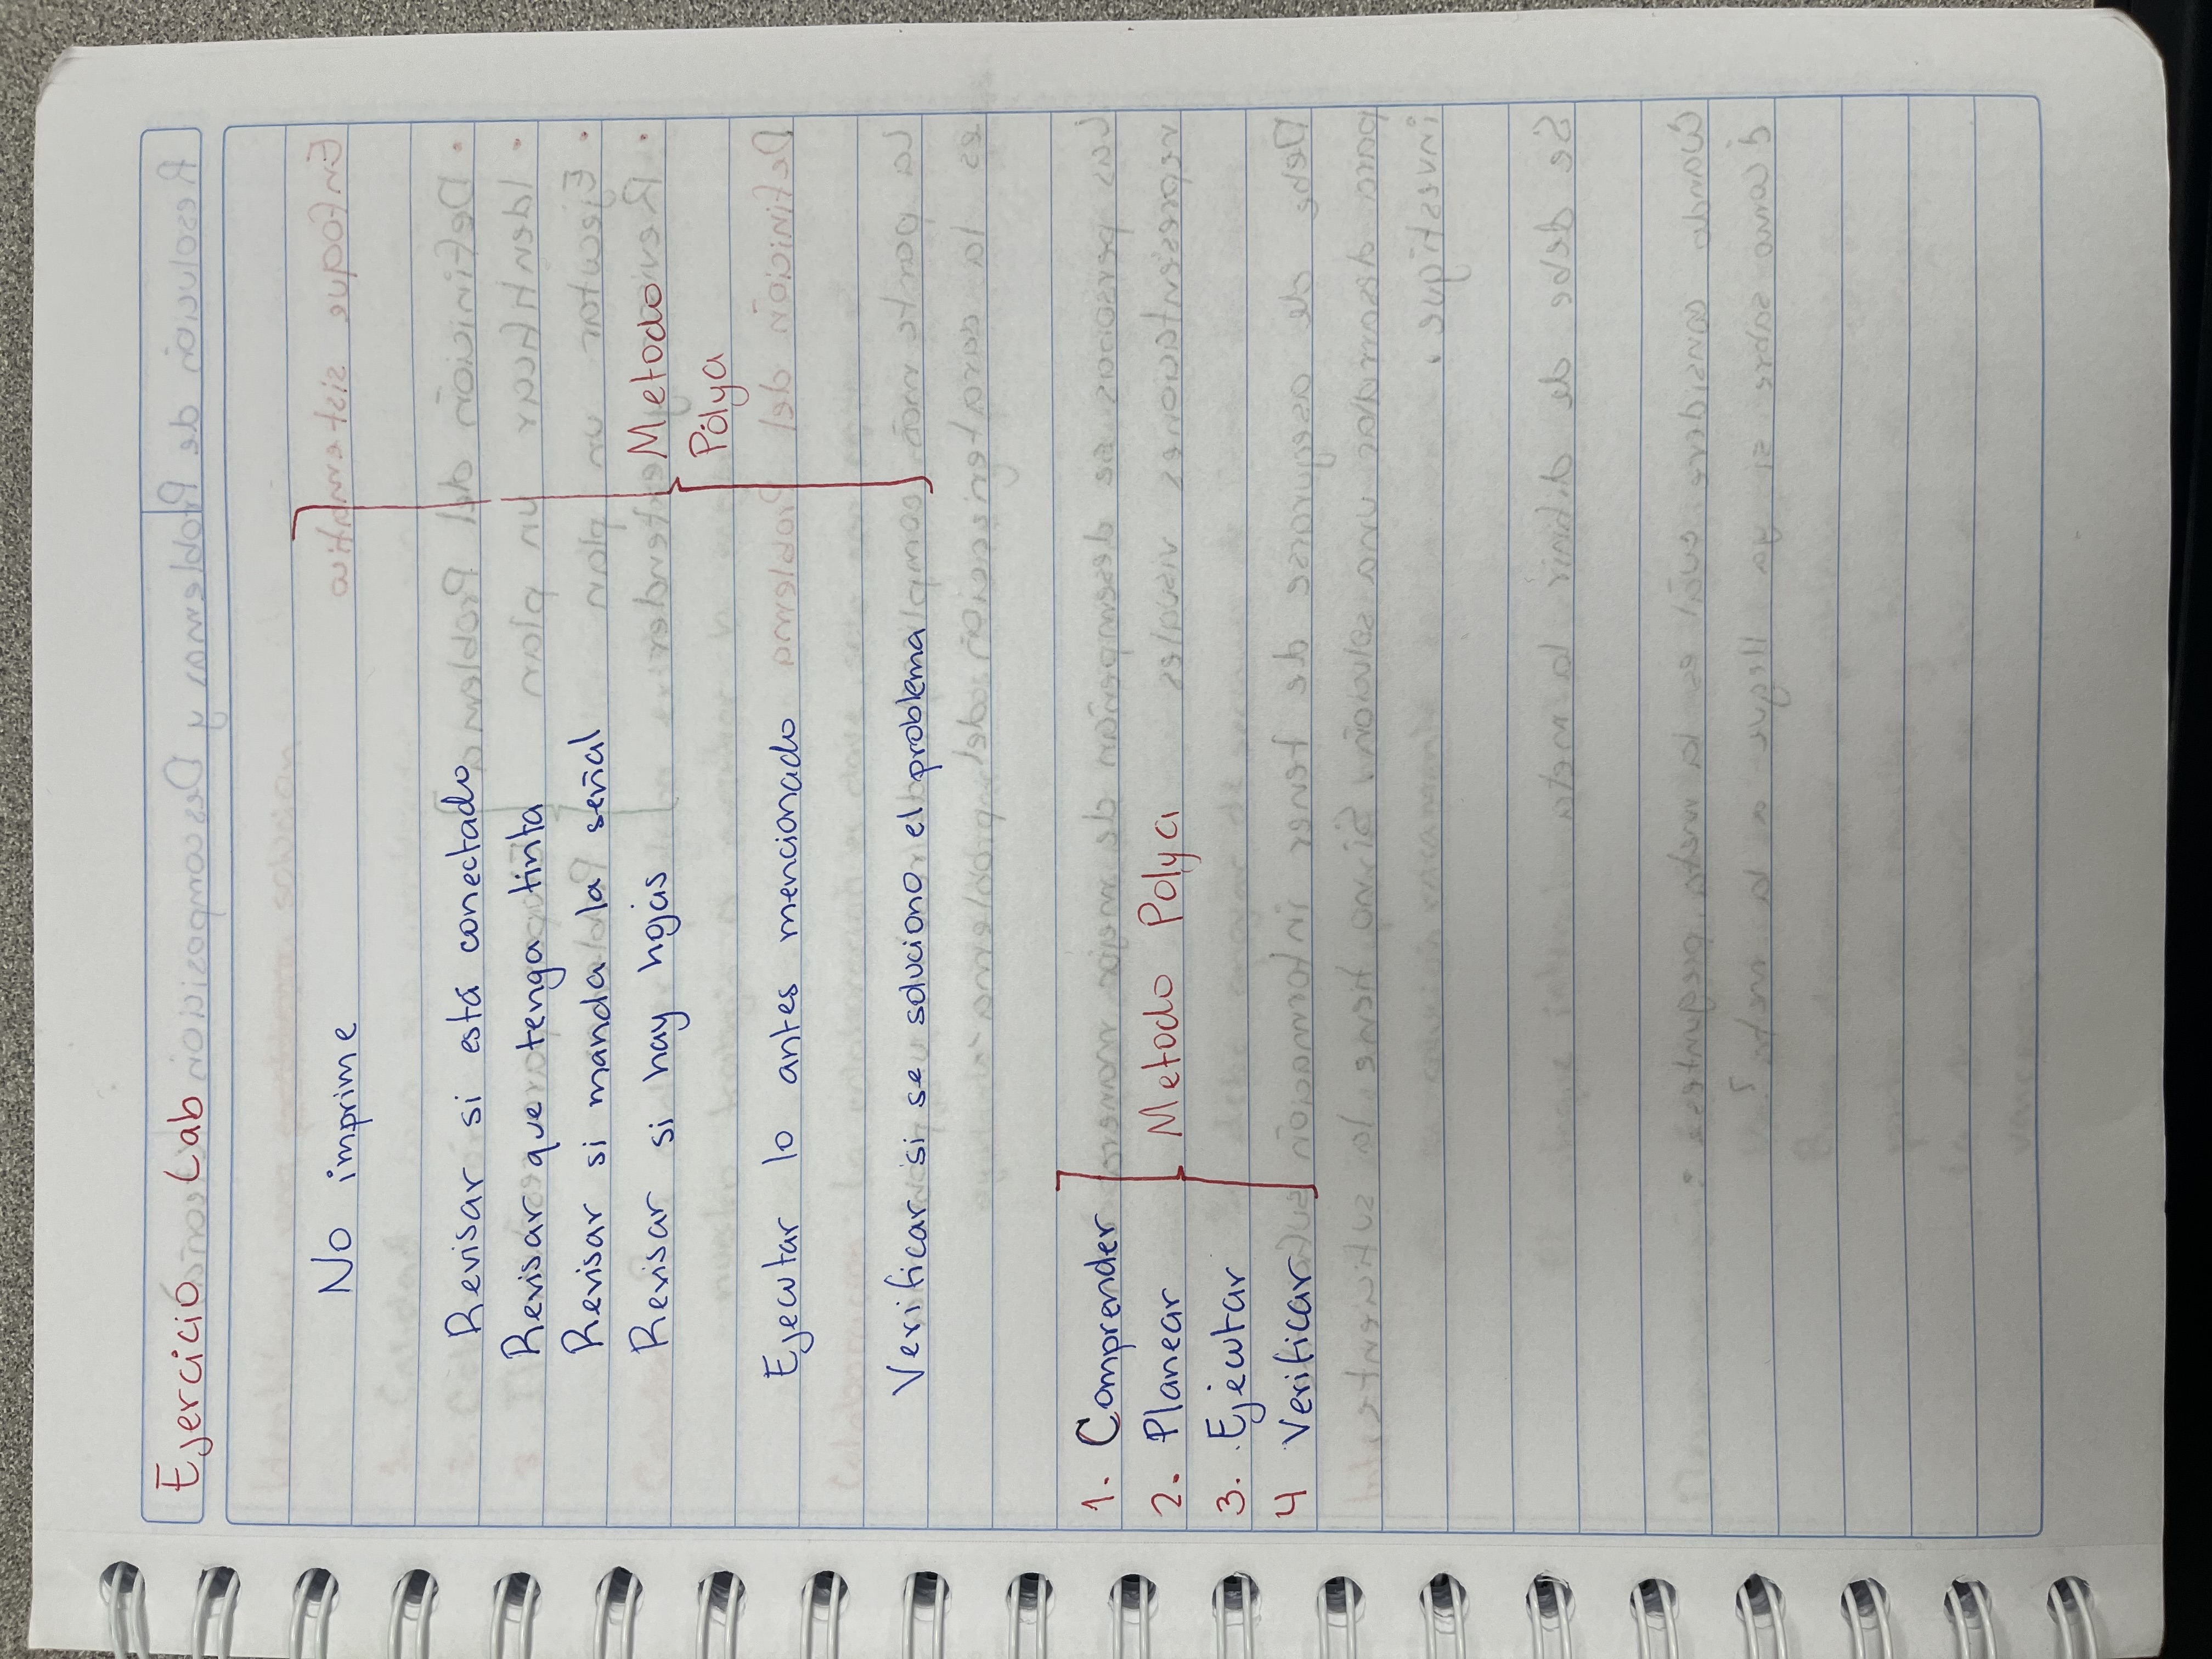 Ejercicio Lab
No imprime
Revisar si está conectado
Revisar que tenga tinta
Revisar si manda la señal
Revisar si hay hojas
Metodo
Pólya
Ejecutar lo antes mencionado
Verificar si se soluciono el problema
1. Comprender
2. Planear
Metodo Polya
3. Ejecutar
4 Verificar